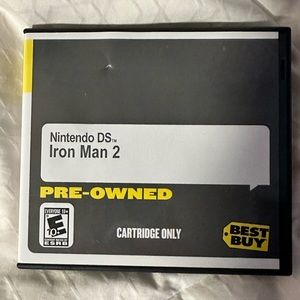 Nintendo DS™
Iron Man 2
PRE-OWNED
EVERYONE 10+
ESRB
CARTRIDGE ONLY
BEST
BUY